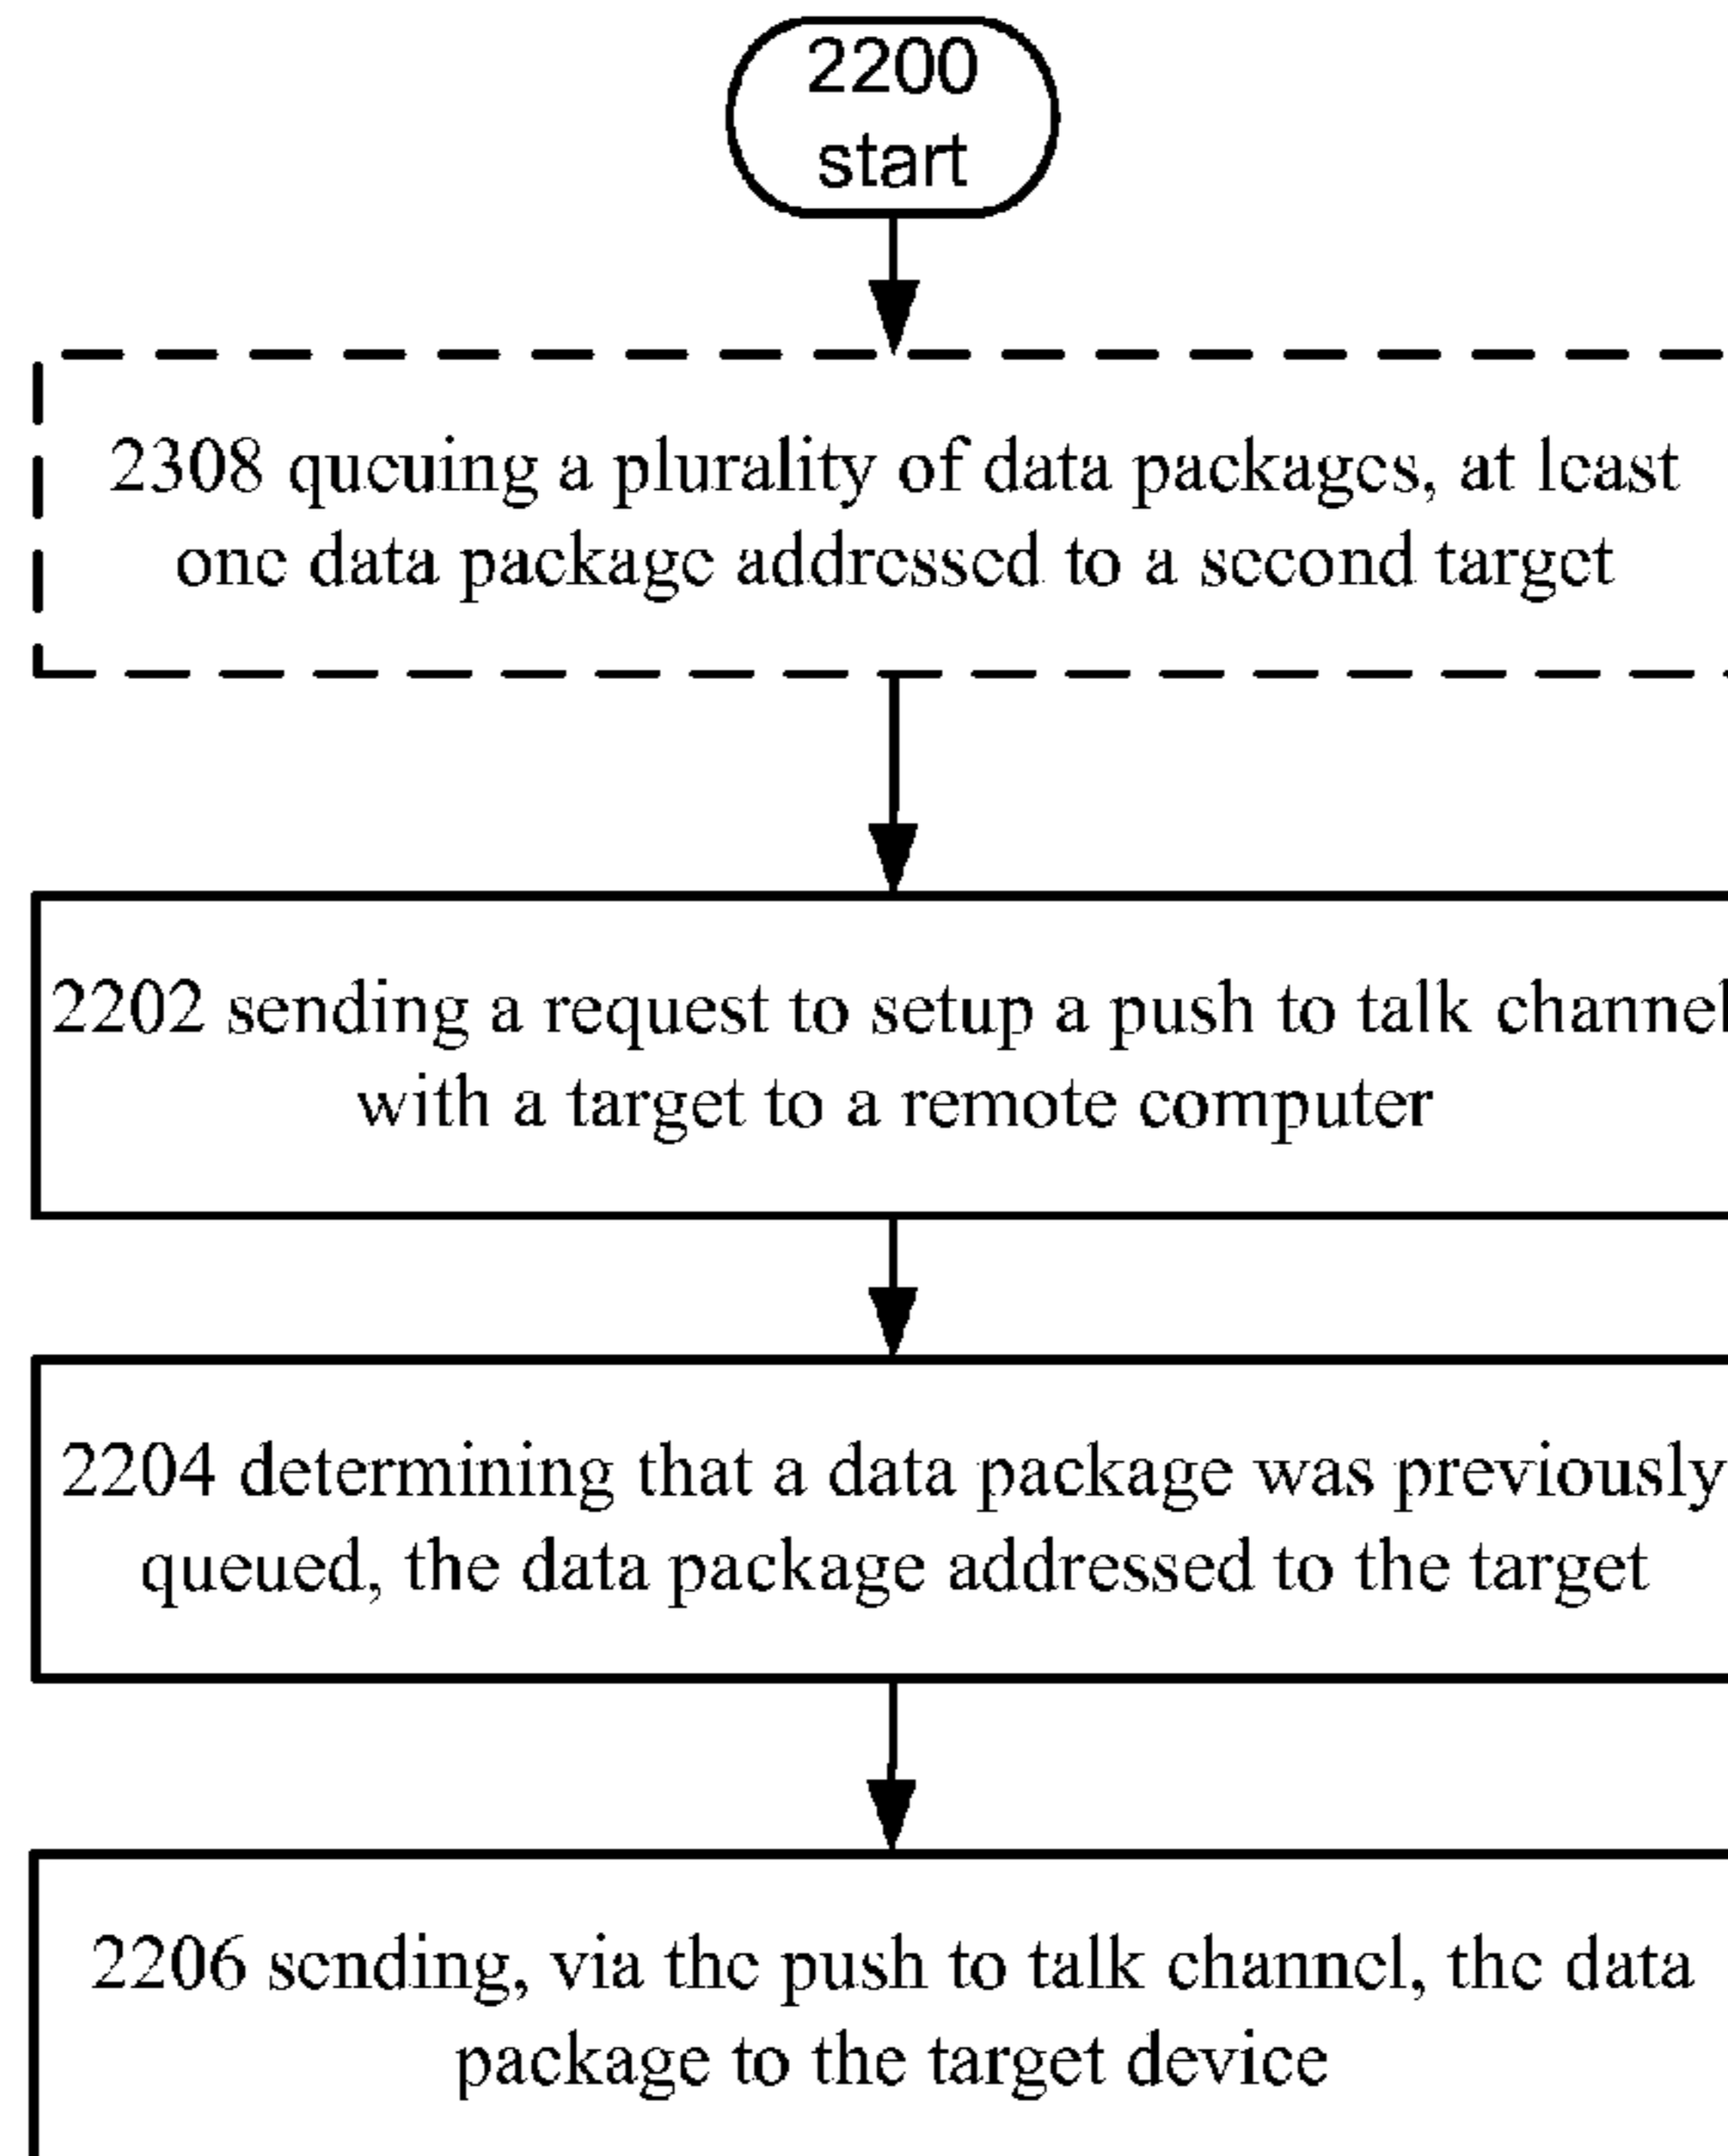 2200
start
2308 queuing a plurality of data packages, at least
one data package addressed to a second target
2202 sending a request to setup a push to talk channel
with a target to a remote computer
2204 determining that a data package was previously
queued, the data package addressed to the target
2206 sending, via the push to talk channel, the data
package to the target device